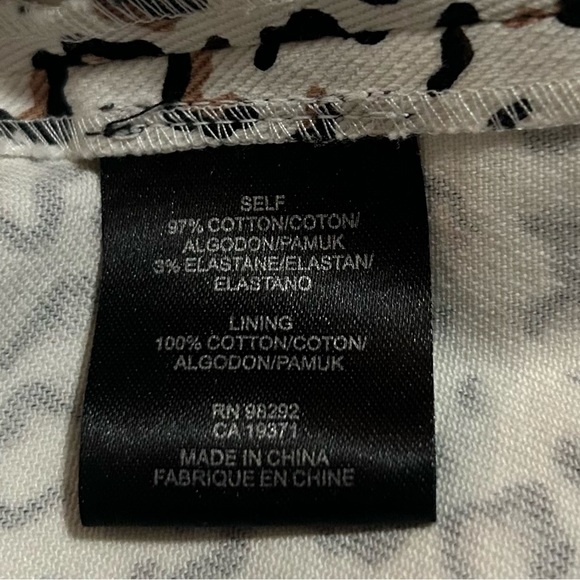 SELF
97% COTTON/COTON/
ALGODON/PAMUK
3% ELASTANE/ELASTAN/
ELASTANO
LINING
100% COTTON/COTON/
ALGODON/PAMUK
RN 98292
CA 19371
MADE IN CHINA
FABRIQUE EN CHINE